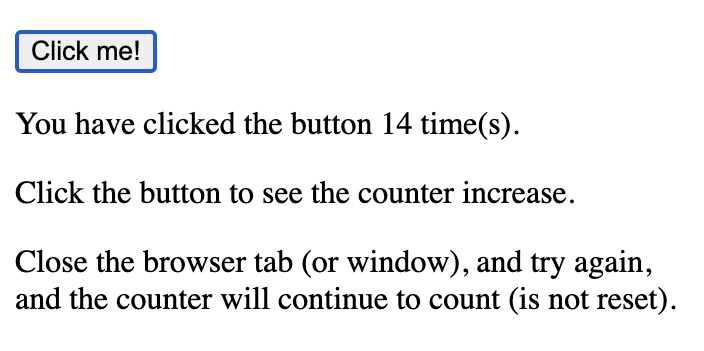 Click me!
You have clicked the button 14 time(s).
Click the button to see the counter increase.
Close the browser tab (or window), and try again,
and the counter will continue to count (is not reset).